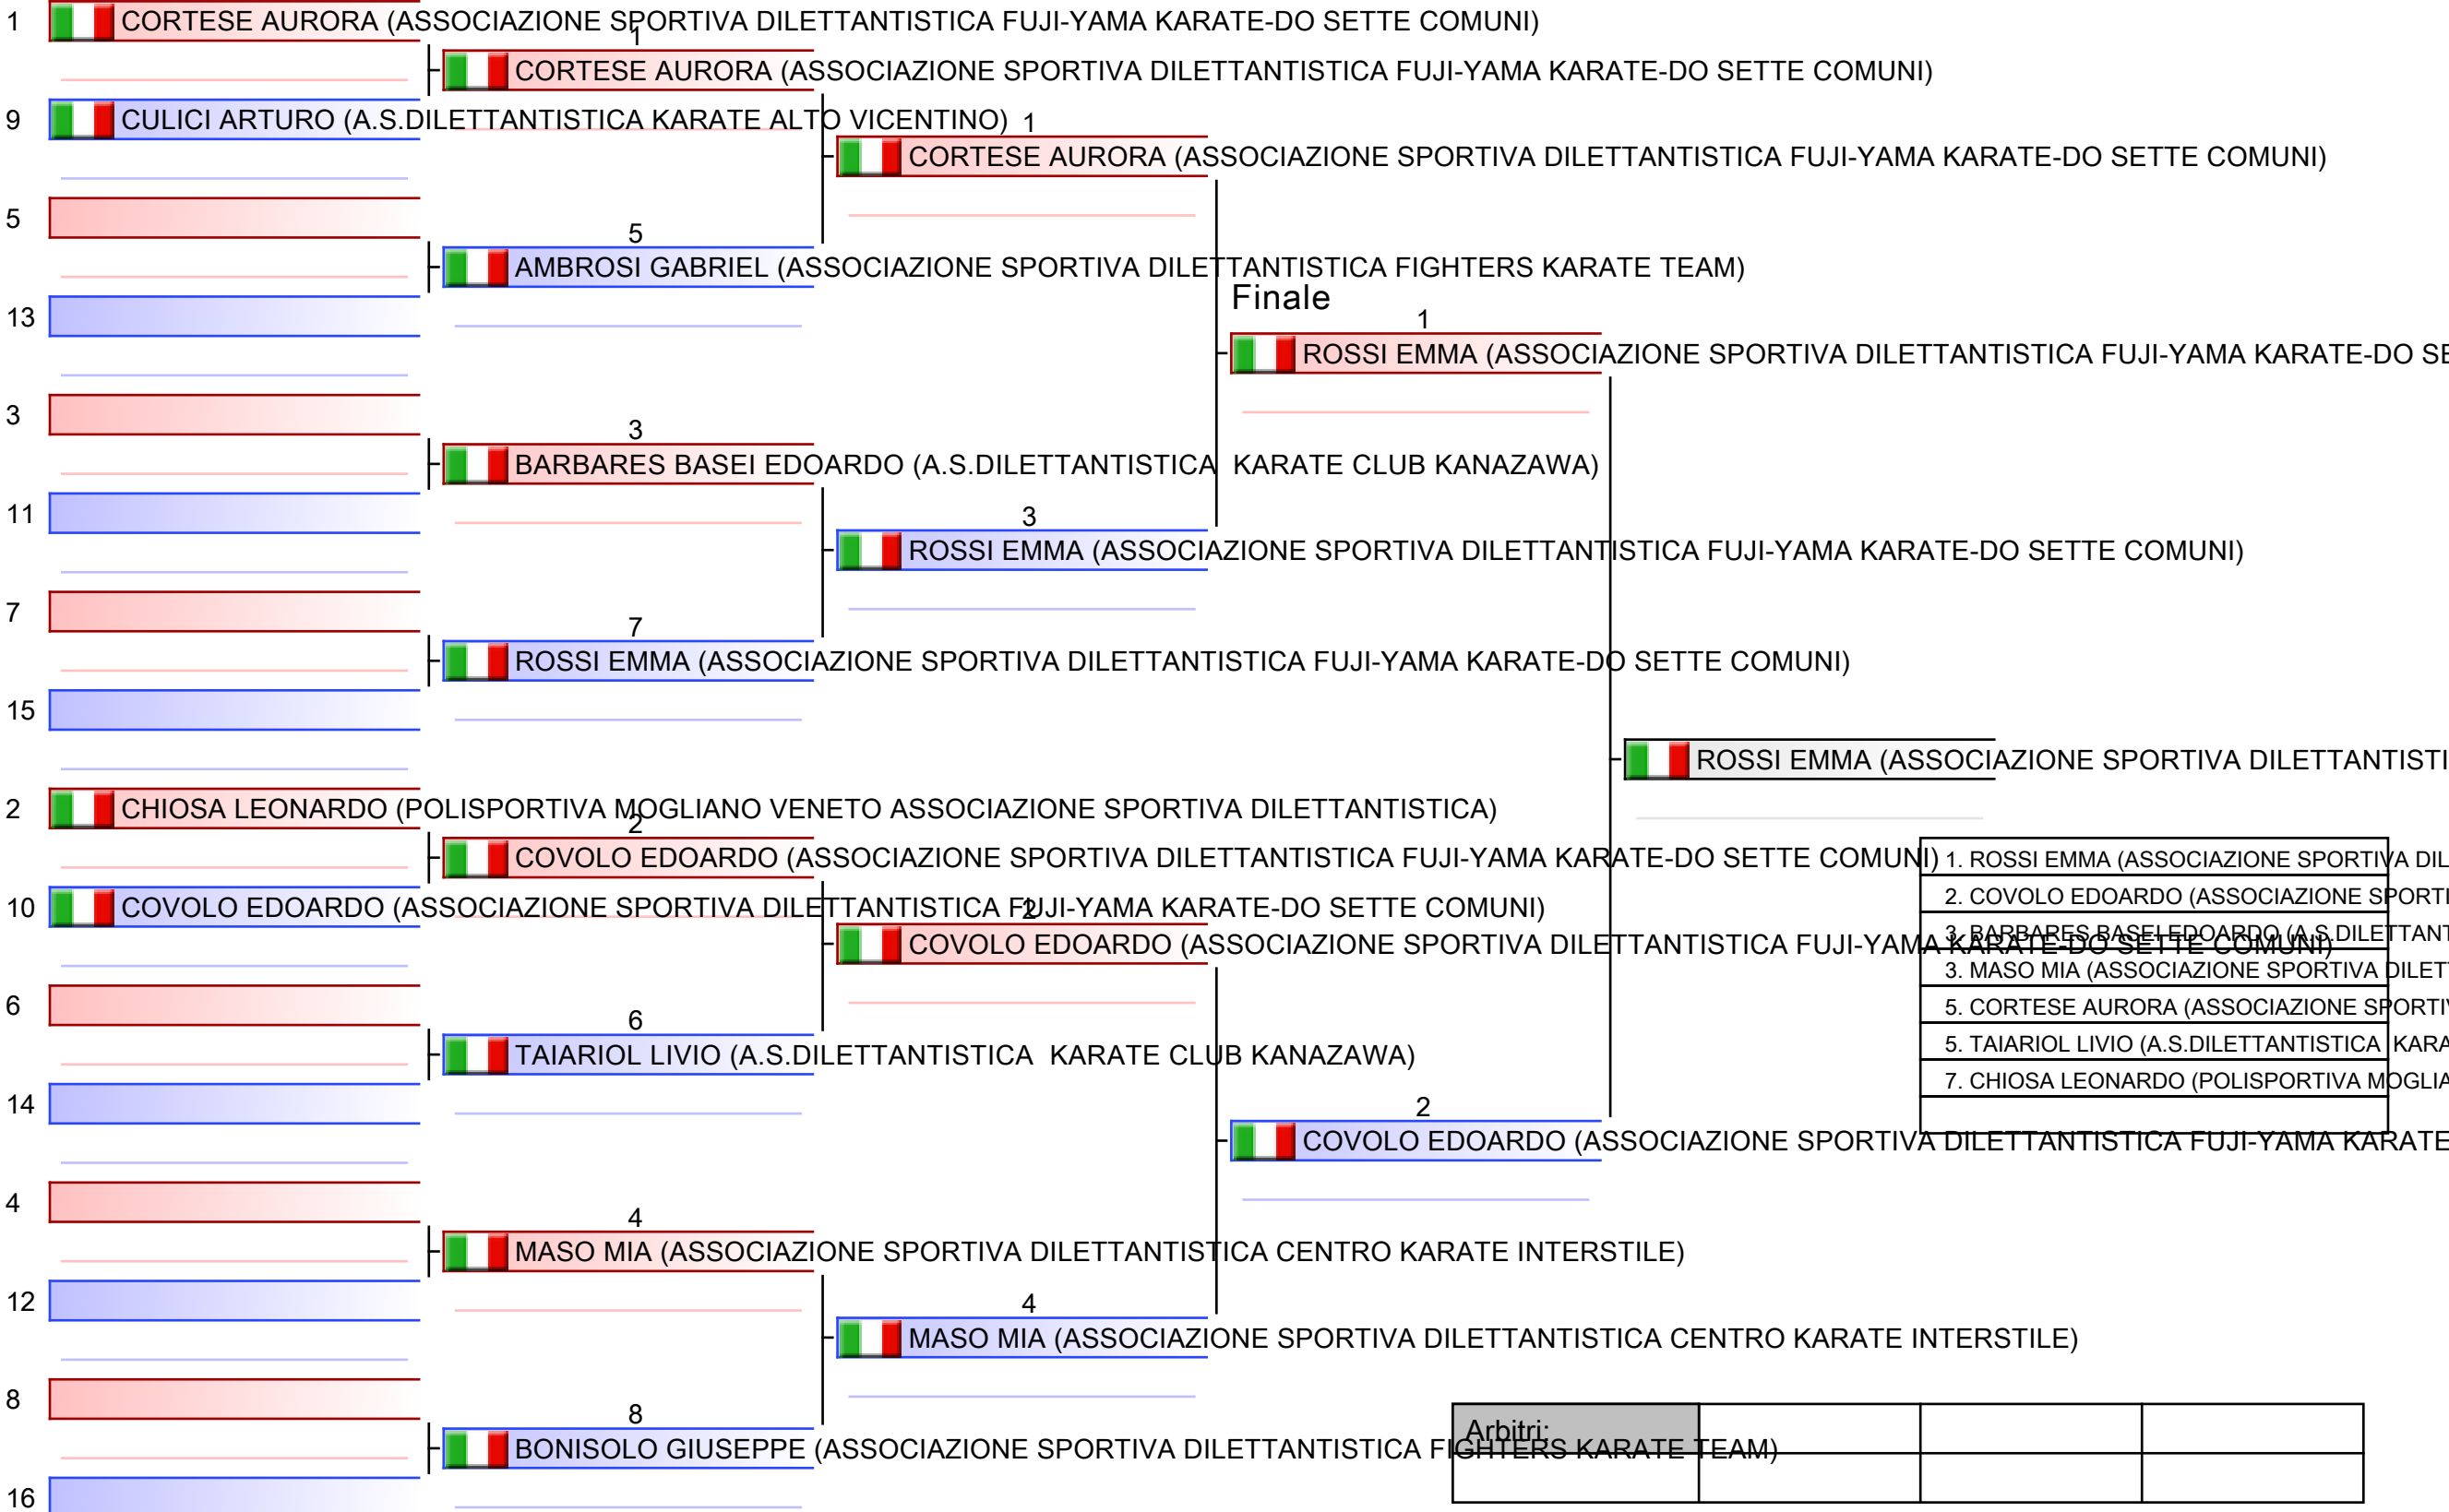 1 CORTESE AURORA (ASSOCIAZIONE SPORTIVA DILETTANTISTICA FUJI-YAMA KARATE-DO SETTE COMUNI)
1
CORTESE AURORA (ASSOCIAZIONE SPORTIVA DILETTANTISTICA FUJI-YAMA KARATE-DO SETTE COMUNI)
9 CULICI ARTURO (A.S.DILETTANTISTICA KARATE ALTO VICENTINO)
1
CORTESE AURORA (ASSOCIAZIONE SPORTIVA DILETTANTISTICA FUJI-YAMA KARATE-DO SETTE COMUNI)
5
5
AMBROSI GABRIEL (ASSOCIAZIONE SPORTIVA DILETTANTISTICA FIGHTERS KARATE TEAM)
Finale
13
1
ROSSI EMMA (ASSOCIAZIONE SPORTIVA DILETTANTISTICA FUJI-YAMA KARATE-DO SE
3
3
BARBARES BASEI EDOARDO (A.S.DILETTANTISTICA KARATE CLUB KANAZAWA)
11
3
ROSSI EMMA (ASSOCIAZIONE SPORTIVA DILETTANTISTICA FUJI-YAMA KARATE-DO SETTE COMUNI)
7
7
ROSSI EMMA (ASSOCIAZIONE SPORTIVA DILETTANTISTICA FUJI-YAMA KARATE-DO SETTE COMUNI)
15
ROSSI EMMA (ASSOCIAZIONE SPORTIVA DILETTANTISTI
2 CHIOSA LEONARDO (POLISPORTIVA MOGLIANO VENETO ASSOCIAZIONE SPORTIVA DILETTANTISTICA)
2
COVOLO EDOARDO (ASSOCIAZIONE SPORTIVA DILETTANTISTICA FUJI-YAMA KARATE-DO SETTE COMUNI)
1. ROSSI EMMA (ASSOCIAZIONE SPORTIVA DIL
2. COVOLO EDOARDO (ASSOCIAZIONE SPORTI
3. BARBARES BASEI EDOARDO (A.S.DILETTANT
3. MASO MIA (ASSOCIAZIONE SPORTIVA DILET
5. CORTESE AURORA (ASSOCIAZIONE SPORTIV
5. TAIARIOL LIVIO (A.S.DILETTANTISTICA KARA
7. CHIOSA LEONARDO (POLISPORTIVA MOGLIA
10 COVOLO EDOARDO (ASSOCIAZIONE SPORTIVA DILETTANTISTICA FUJI-YAMA KARATE-DO SETTE COMUNI)
2
COVOLO EDOARDO (ASSOCIAZIONE SPORTIVA DILETTANTISTICA FUJI-YAMA KARATE-DO SETTE COMUNI)
6
6
TAIARIOL LIVIO (A.S.DILETTANTISTICA KARATE CLUB KANAZAWA)
14
2
COVOLO EDOARDO (ASSOCIAZIONE SPORTIVA DILETTANTISTICA FUJI-YAMA KARATE
4
4
MASO MIA (ASSOCIAZIONE SPORTIVA DILETTANTISTICA CENTRO KARATE INTERSTILE)
12
4
MASO MIA (ASSOCIAZIONE SPORTIVA DILETTANTISTICA CENTRO KARATE INTERSTILE)
8
8
BONISOLO GIUSEPPE (ASSOCIAZIONE SPORTIVA DILETTANTISTICA FIGHTERS KARATE TEAM)
Arbitri:
16